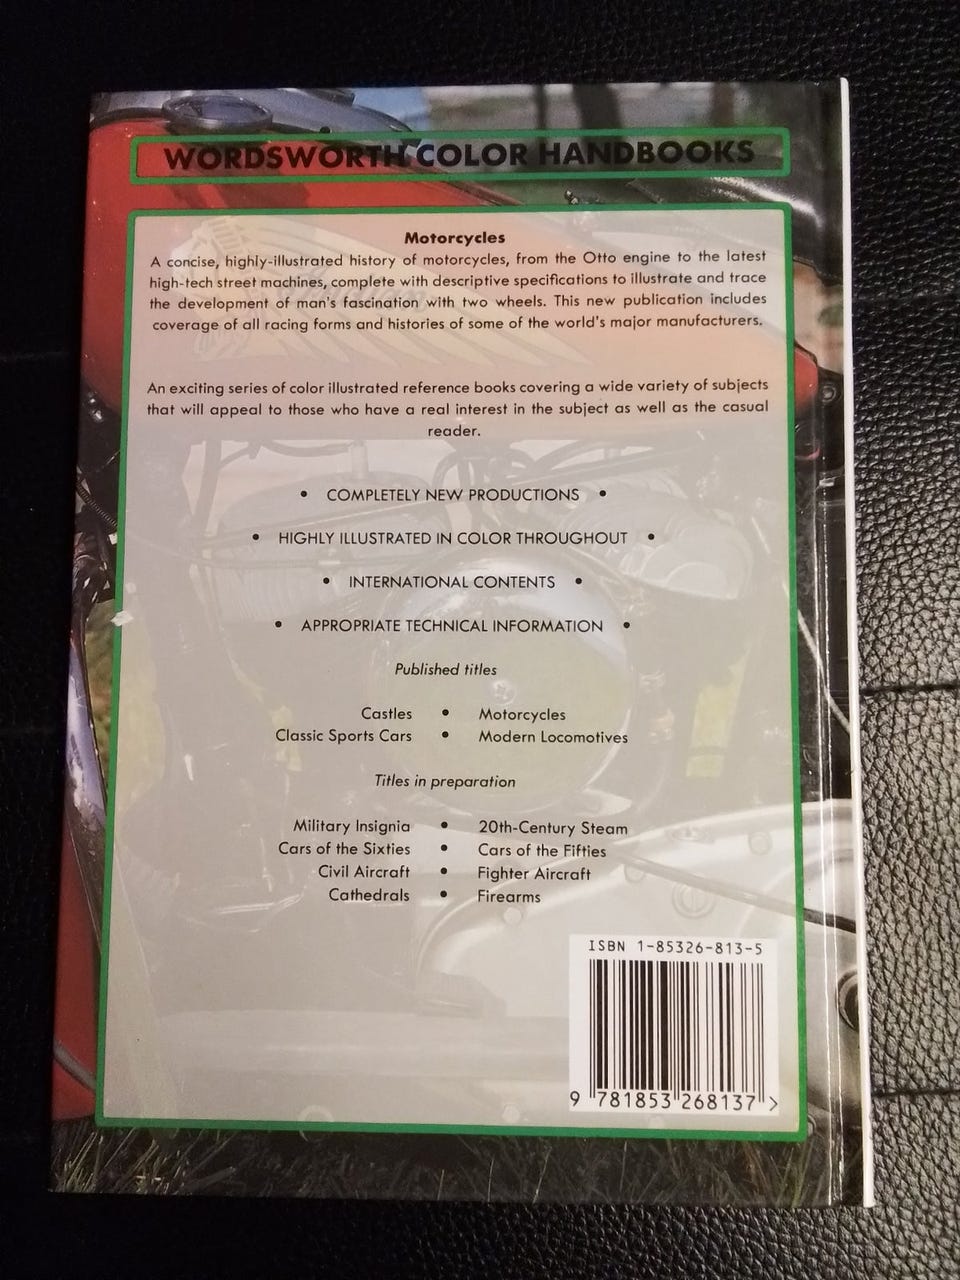 WORDSWORTH COLOR HANDBOOKS
Motorcycles
A concise, highly-illustrated history of motorcycles, from the Otto engine to the latest
high-tech street machines, complete with descriptive specifications to illustrate and trace
the development of man's fascination with two wheels. This new publication includes
coverage of all racing forms and histories of some of the world's major manufacturers.
An exciting series of color illustrated reference books covering a wide variety of subjects
that will appeal to those who have a real interest in the subject as well as the casual
reader.
• COMPLETELY NEW PRODUCTIONS •
• HIGHLY ILLUSTRATED IN COLOR THROUGHOUT •
• INTERNATIONAL CONTENTS •
• APPROPRIATE TECHNICAL INFORMATION •
Published titles
Castles • Motorcycles
Classic Sports Cars • Modern Locomotives
Titles in preparation
Military Insignia • 20th-Century Steam
Cars of the Sixties • Cars of the Fifties
Civil Aircraft • Fighter Aircraft
Cathedrals • Firearms
ISBN 1-85326-813-5
9 781853 268137 >